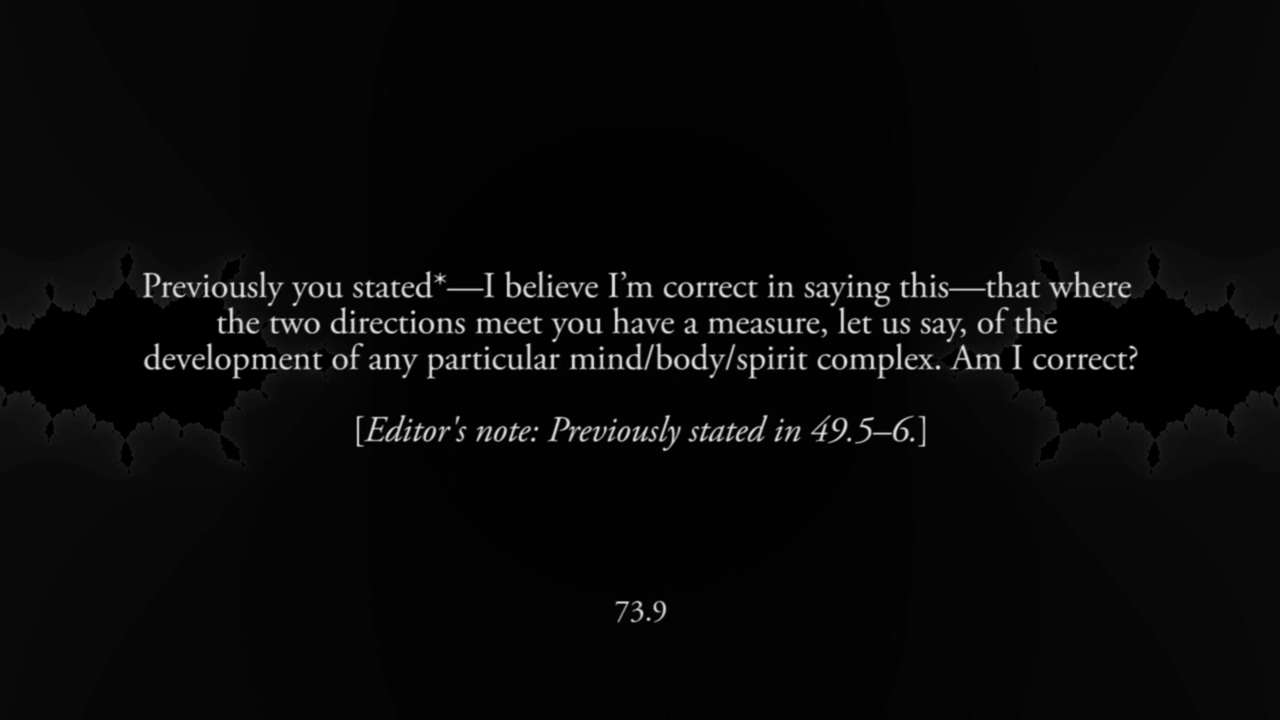 Previously you stated*—I believe I’m correct in saying this—that where
the two directions meet you have a measure, let us say, of the
development of any particular mind/body/spirit complex. Am I correct?
[Editor's note: Previously stated in 49.5–6.]
73.9